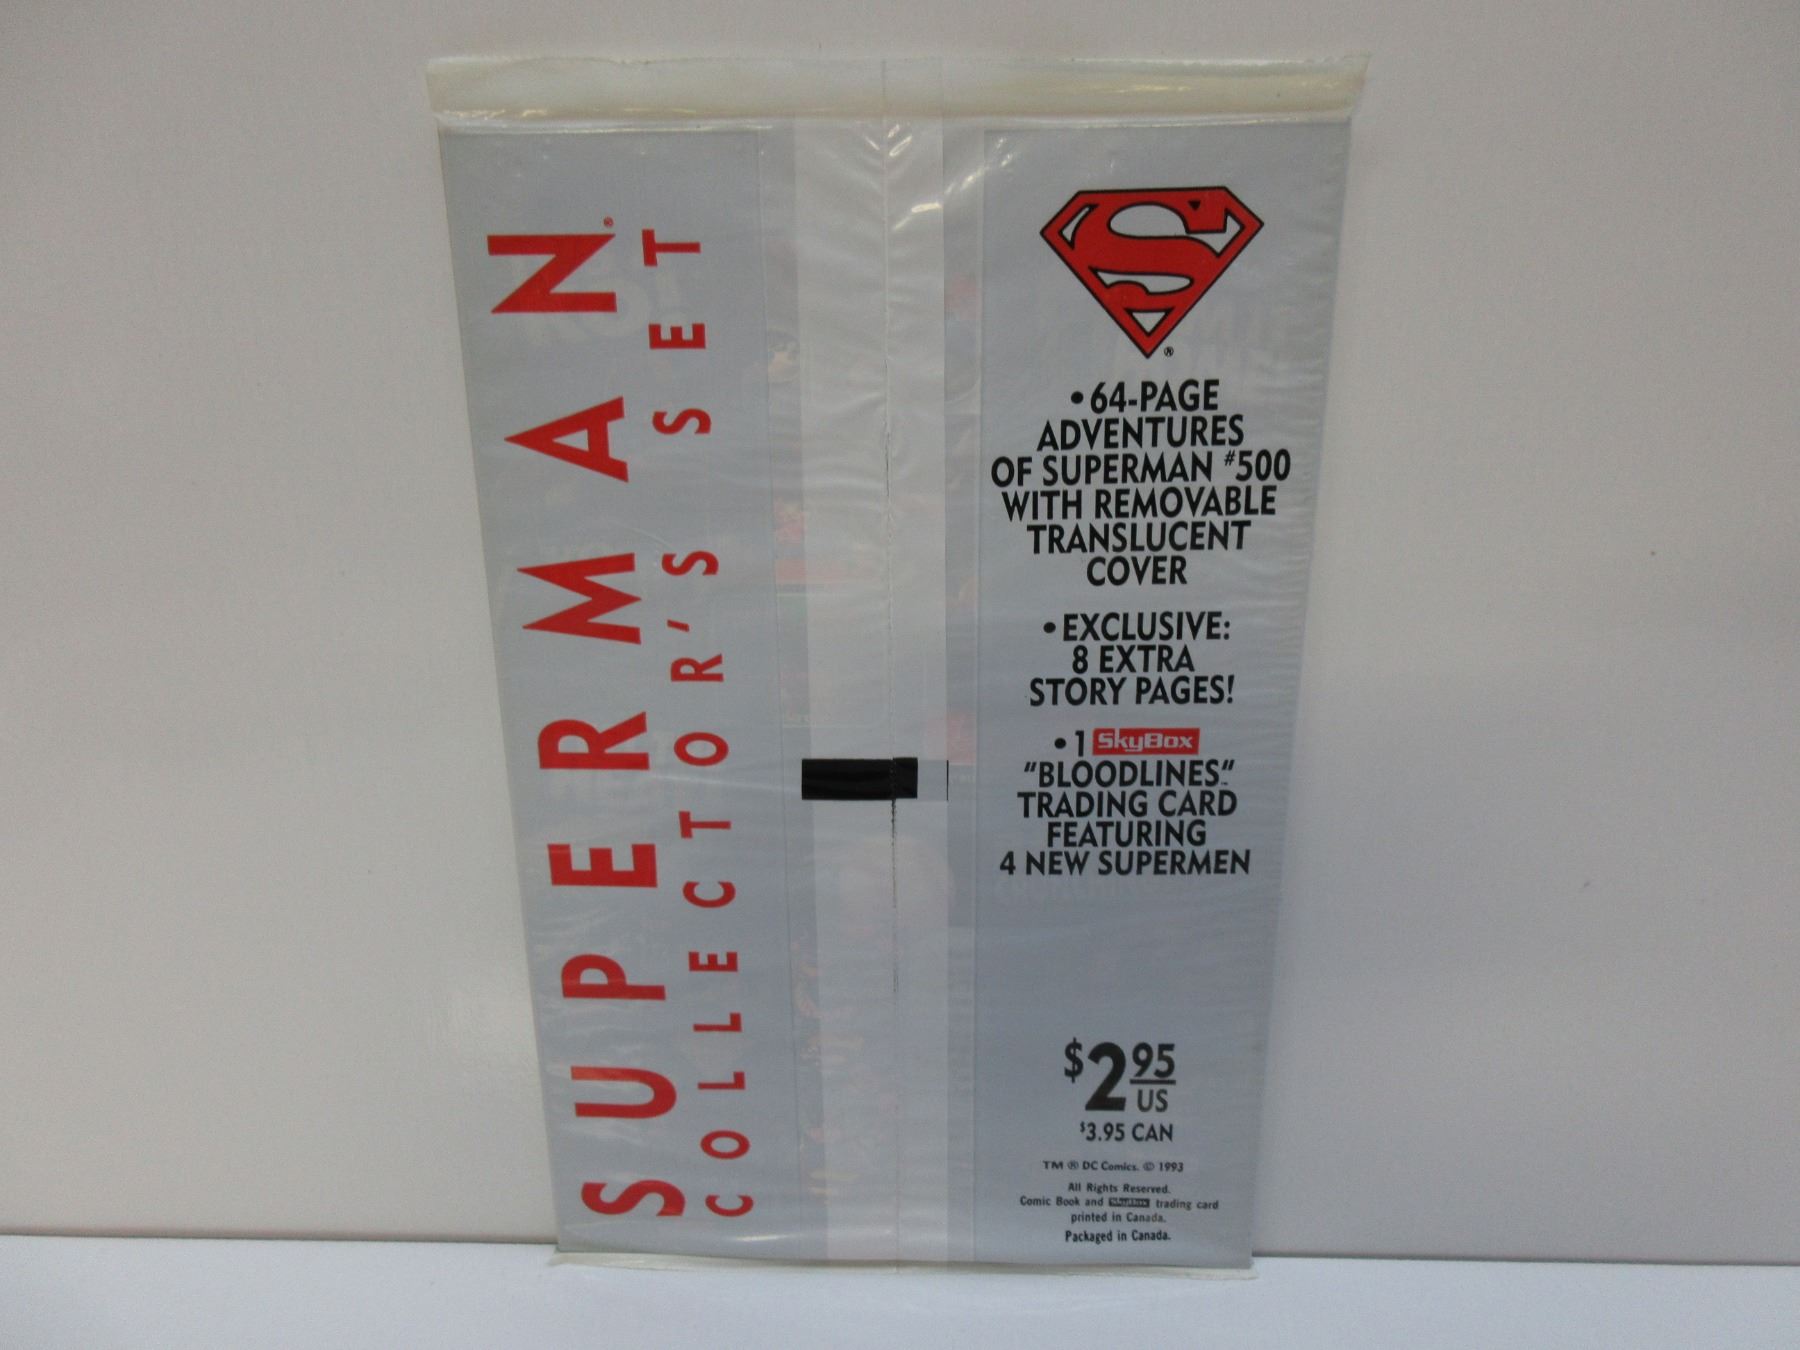 SUPERMAN®
COLLECTOR'S SET
®
•64-PAGE
ADVENTURES
OF SUPERMAN #500
WITH REMOVABLE
TRANSLUCENT
COVER
•EXCLUSIVE:
8 EXTRA
STORY PAGES!
•1 SkyBox
"BLOODLINES"™
TRADING CARD
FEATURING
4 NEW SUPERMEN
$2.95
US
$3.95 CAN
TM ® DC Comics. © 1993
All Rights Reserved.
Comic Book and SkyBox trading card
printed in Canada.
Packaged in Canada.